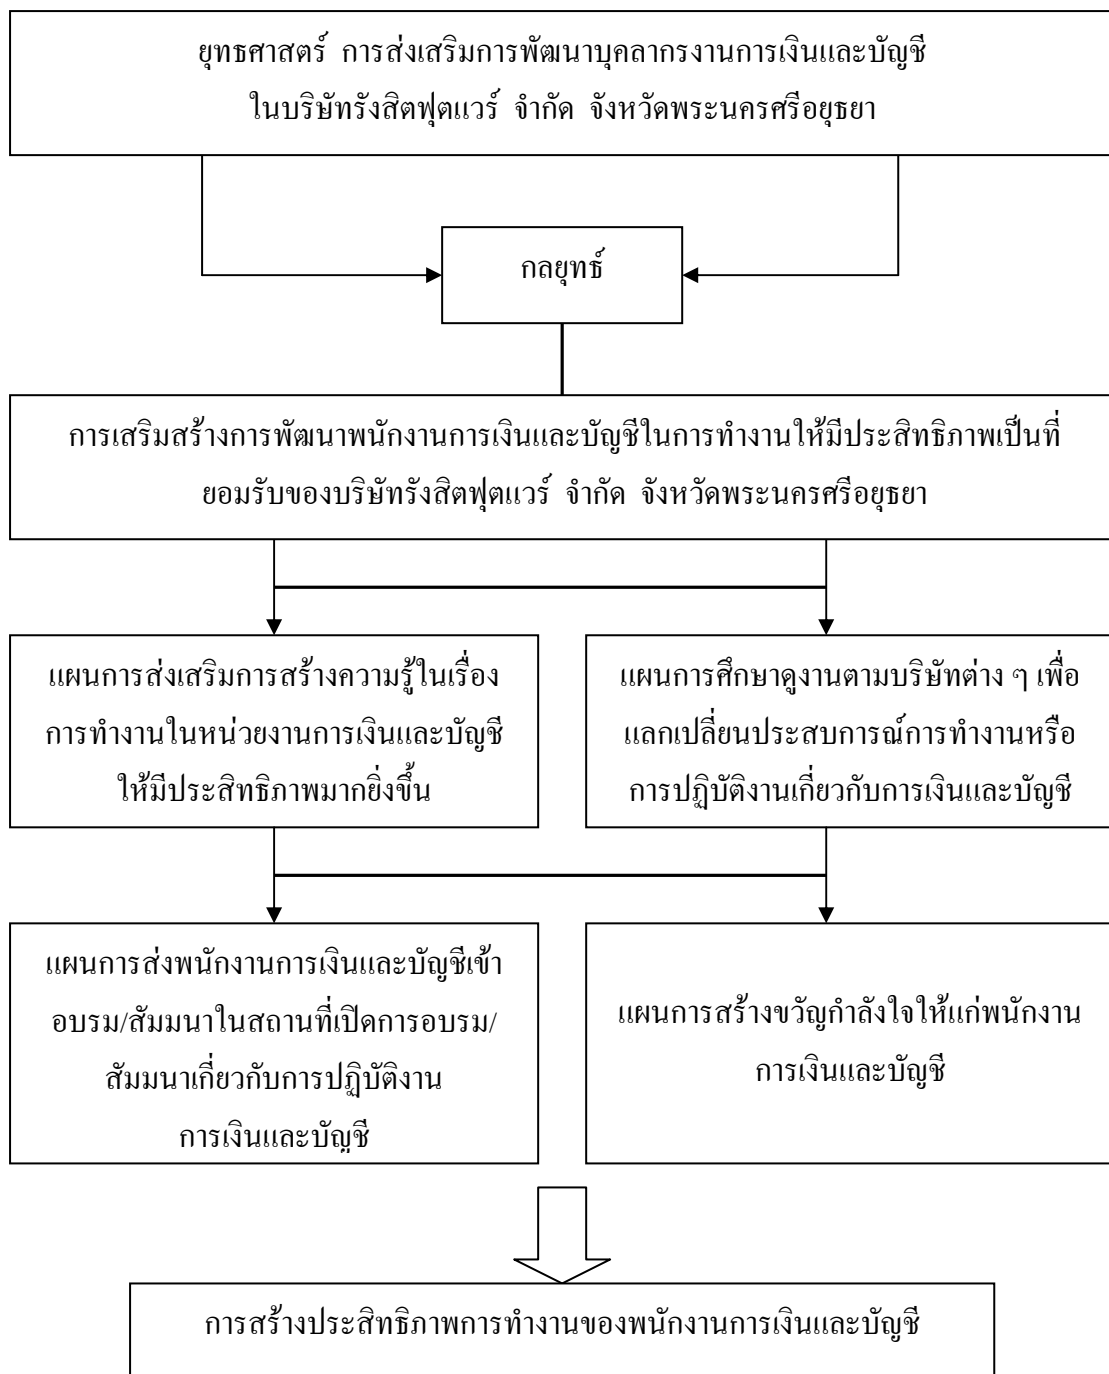 ยุทธศาสตร์ การส่งเสริมการพัฒนาบุคลากรงานการเงินและบัญชี
ในบริษัทรังสิตฟุตแวร์ จำกัด จังหวัดพระนครศรีอยุธยา
กลยุทธ์
การเสริมสร้างการพัฒนาพนักงานการเงินและบัญชีในการทำงานให้มีประสิทธิภาพเป็นที่
ยอมรับของบริษัทรังสิตฟุตแวร์ จำกัด จังหวัดพระนครศรีอยุธยา
แผนการส่งเสริมการสร้างความรู้ในเรื่อง
การทำงานในหน่วยงานการเงินและบัญชี
ให้มีประสิทธิภาพมากยิ่งขึ้น
แผนการศึกษาดูงานตามบริษัทต่าง ๆ เพื่อ
แลกเปลี่ยนประสบการณ์การทำงานหรือ
การปฏิบัติงานเกี่ยวกับการเงินและบัญชี
แผนการส่งพนักงานการเงินและบัญชีเข้า
อบรม/สัมมนาในสถานที่เปิดการอบรม/
สัมมนาเกี่ยวกับการปฏิบัติงาน
การเงินและบัญชี
แผนการสร้างขวัญกำลังใจให้แก่พนักงาน
การเงินและบัญชี
การสร้างประสิทธิภาพการทำงานของพนักงานการเงินและบัญชี